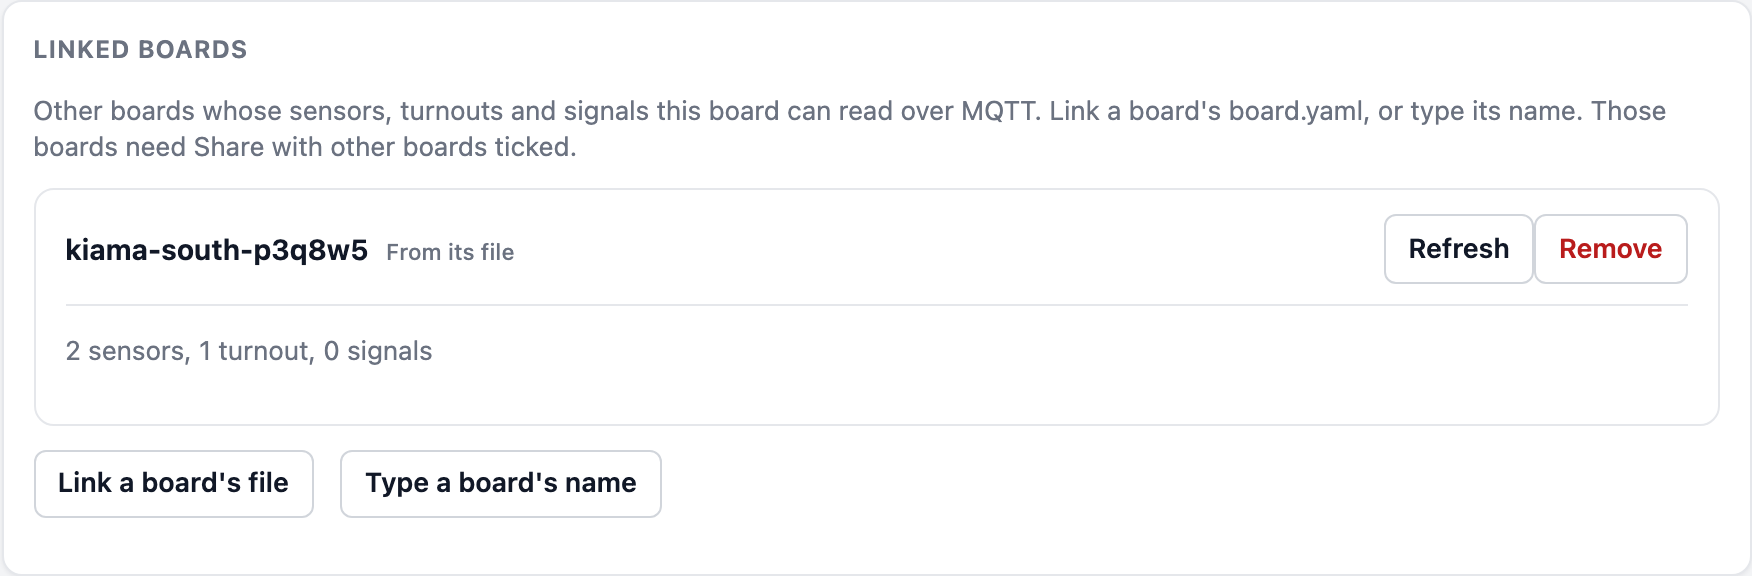 LINKED BOARDS
Other boards whose sensors, turnouts and signals this board can read over MQTT. Link a board's board.yaml, or type its name. Those
boards need Share with other boards ticked.
kiama-south-p3q8w5 From its file Refresh Remove
2 sensors, 1 turnout, 0 signals
Link a board's file Type a board's name